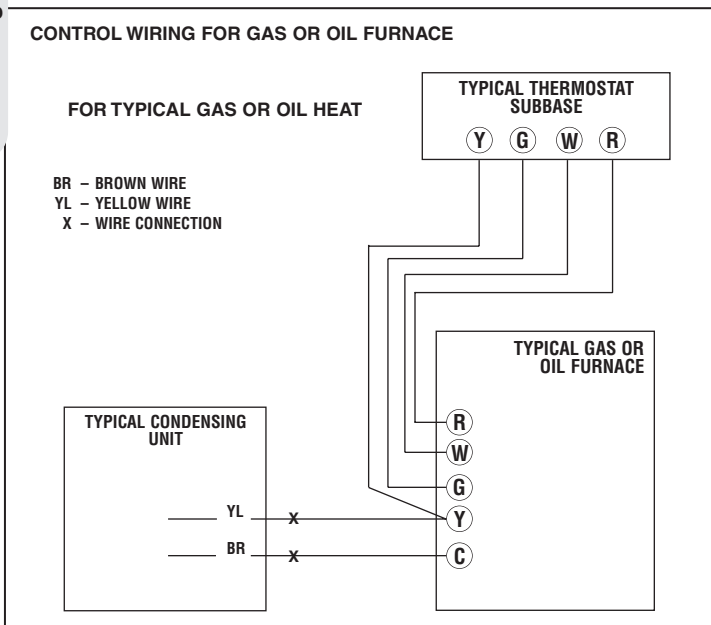 CONTROL WIRING FOR GAS OR OIL FURNACE
FOR TYPICAL GAS OR OIL HEAT
BR – BROWN WIRE
YL – YELLOW WIRE
X – WIRE CONNECTION
TYPICAL THERMOSTAT
SUBBASE
Y G W R
TYPICAL GAS OR
OIL FURNACE
R
W
G
Y
C
TYPICAL CONDENSING
UNIT
YL X
BR X